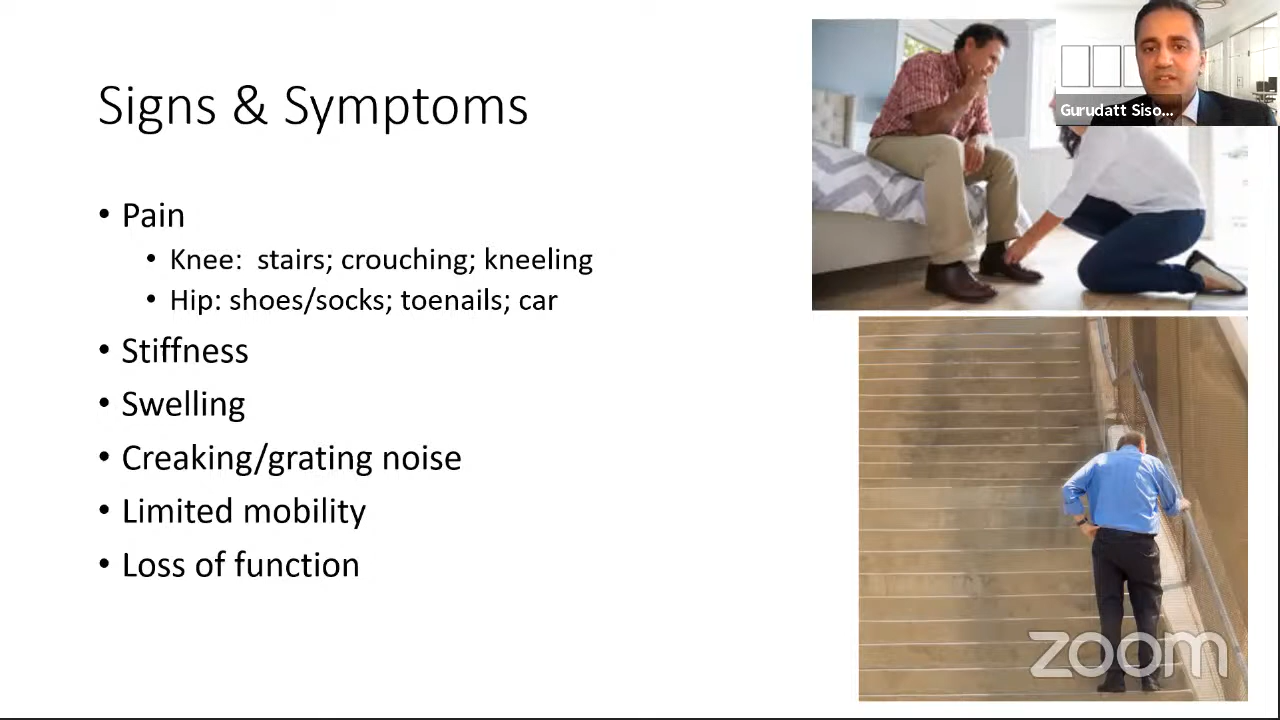 Signs & Symptoms
• Pain
• Knee:  stairs; crouching; kneeling
• Hip: shoes/socks; toenails; car
• Stiffness
• Swelling
• Creaking/grating noise
• Limited mobility
• Loss of function
Gurudatt Siso...
zoom